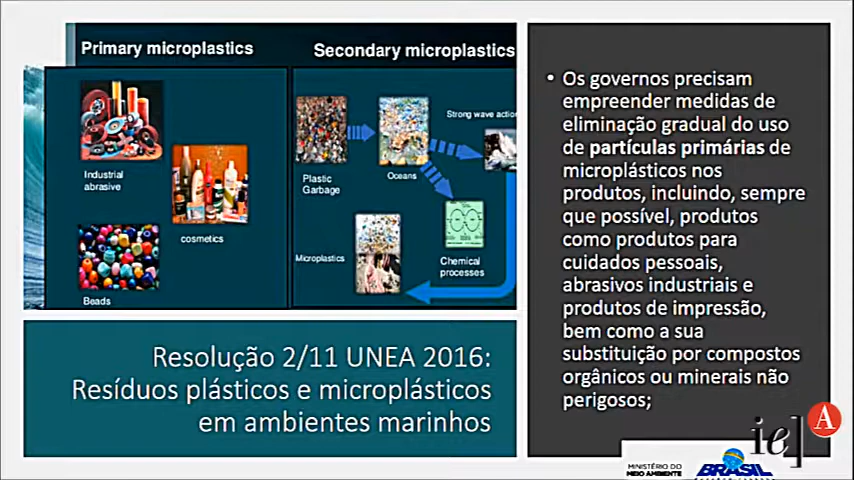 Primary microplastics
Industrial
abrasive
cosmetics
Beads
Secondary microplastics
Strong wave action
Plastic
Garbage
Oceans
Microplastics
Chemical
processes
Resolução 2/11 UNEA 2016:
Resíduos plásticos e microplásticos
em ambientes marinhos
• Os governos precisam
empreender medidas de
eliminação gradual do uso
de partículas primárias de
microplásticos nos
produtos, incluindo, sempre
que possível, produtos
como produtos para
cuidados pessoais,
abrasivos industriais e
produtos de impressão,
bem como a sua
substituição por compostos
orgânicos ou minerais não
perigosos;
ie] A
MINISTÉRIO DO
MEIO AMBIENTE
BRASIL